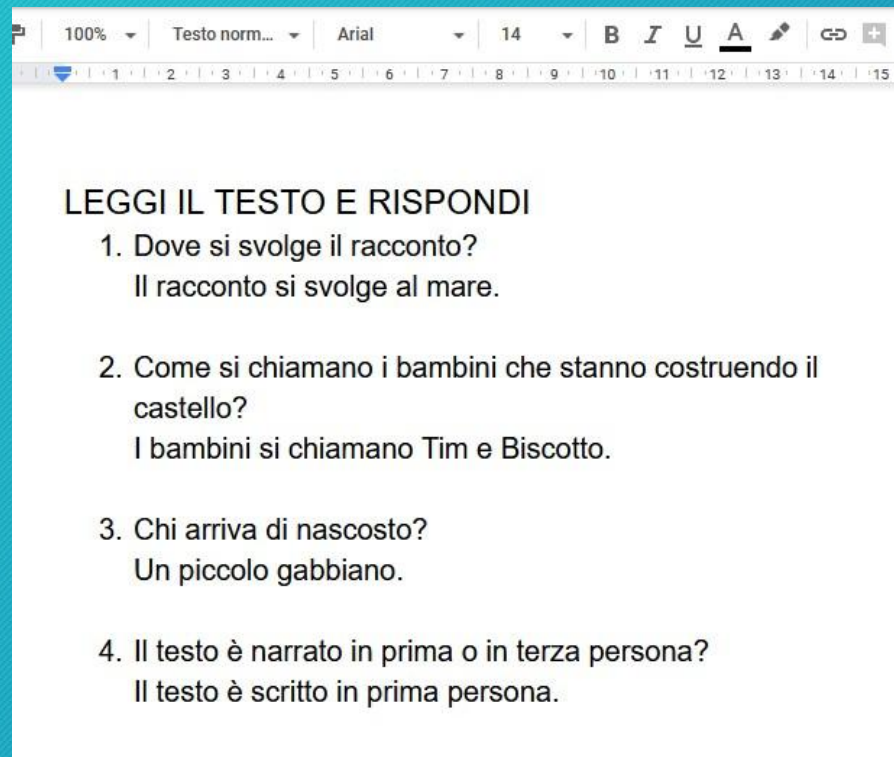 100% Testo norm... Arial 14 B I U A
1 2 3 4 5 6 7 8 9 10 11 12 13 14 15
LEGGI IL TESTO E RISPONDI
1. Dove si svolge il racconto?
Il racconto si svolge al mare.
2. Come si chiamano i bambini che stanno costruendo il
castello?
I bambini si chiamano Tim e Biscotto.
3. Chi arriva di nascosto?
Un piccolo gabbiano.
4. Il testo è narrato in prima o in terza persona?
Il testo è scritto in prima persona.